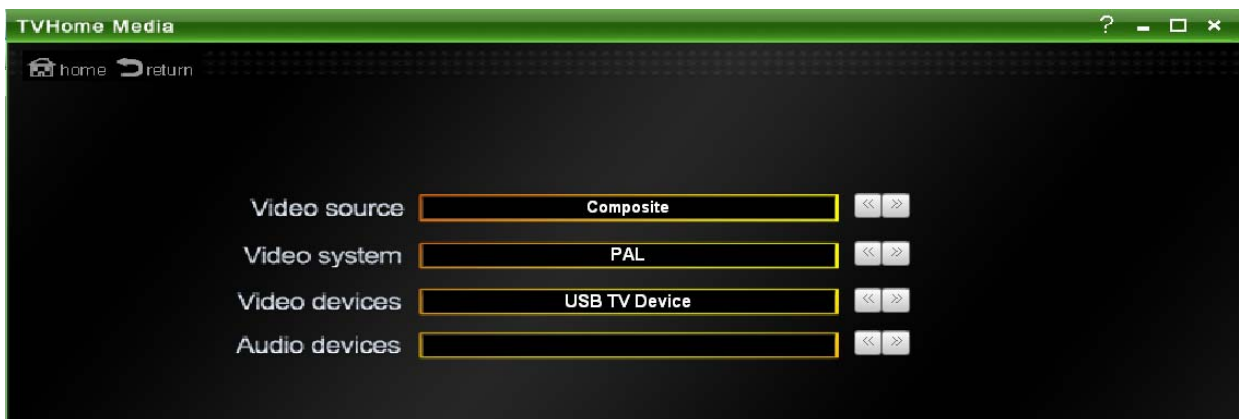 TVHome Media
home return
Video source Composite
Video system PAL
Video devices USB TV Device
Audio devices